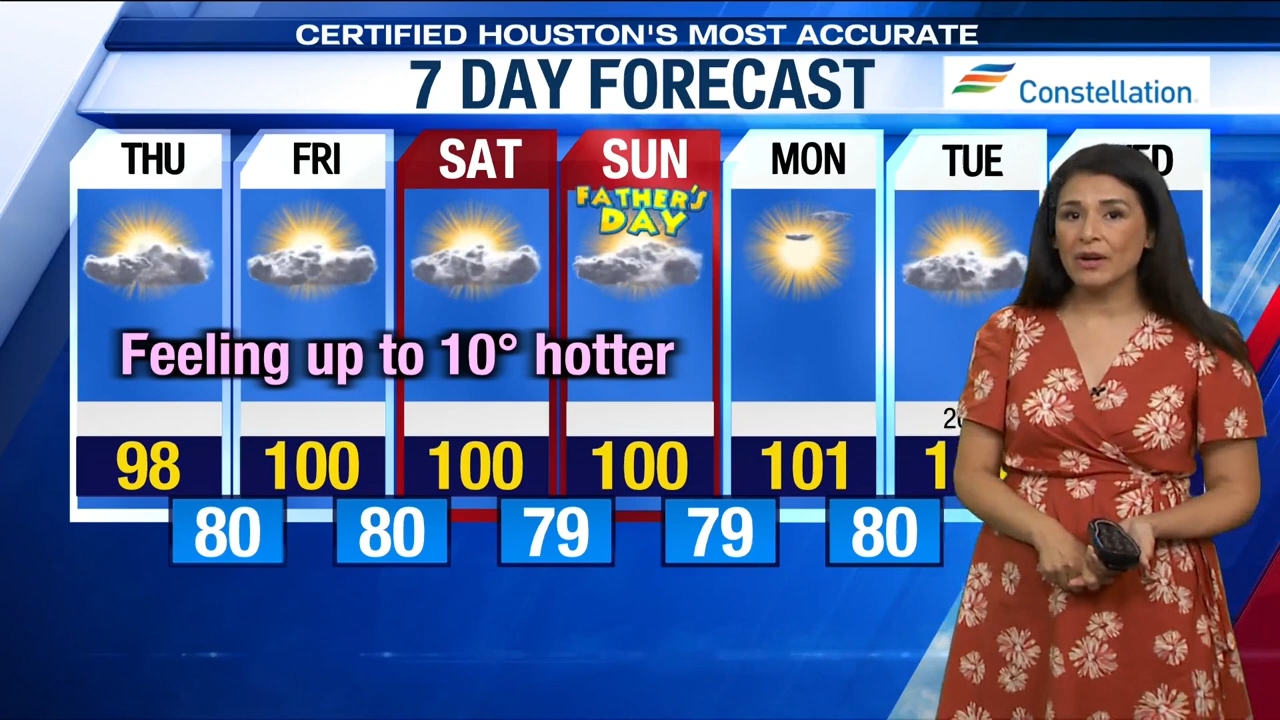 CERTIFIED HOUSTON'S MOST ACCURATE
7 DAY FORECAST
Constellation
THU FRI SAT SUN MON TUE
FATHER'S
DAY
Feeling up to 10° hotter
98 100 100 100 101
80 80 79 79 80